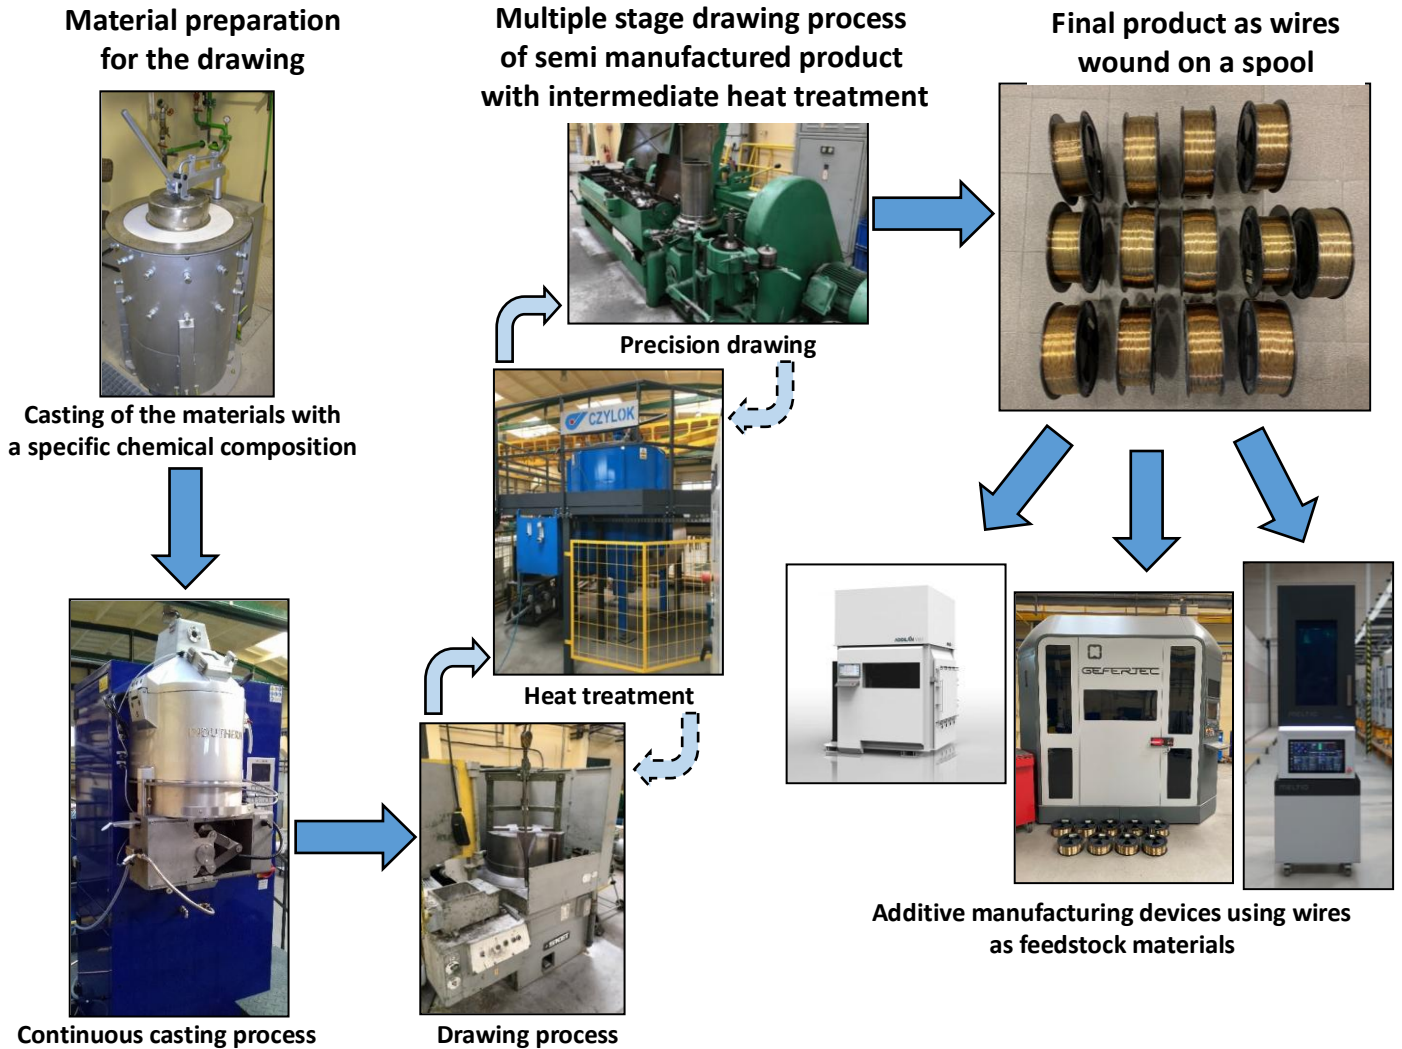 Material preparation
for the drawing
Casting of the materials with
a specific chemical composition
Continuous casting process
Multiple stage drawing process
of semi manufactured product
with intermediate heat treatment
Precision drawing
CZYLOK
Heat treatment
Drawing process
Final product as wires
wound on a spool
GEFERTEC
Additive manufacturing devices using wires
as feedstock materials